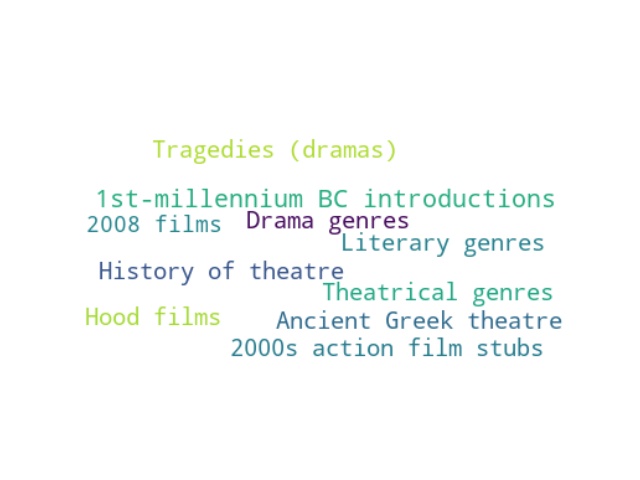 Tragedies (dramas)
1st-millennium BC introductions
2008 films
Drama genres
Literary genres
History of theatre
Theatrical genres
Hood films
Ancient Greek theatre
2000s action film stubs